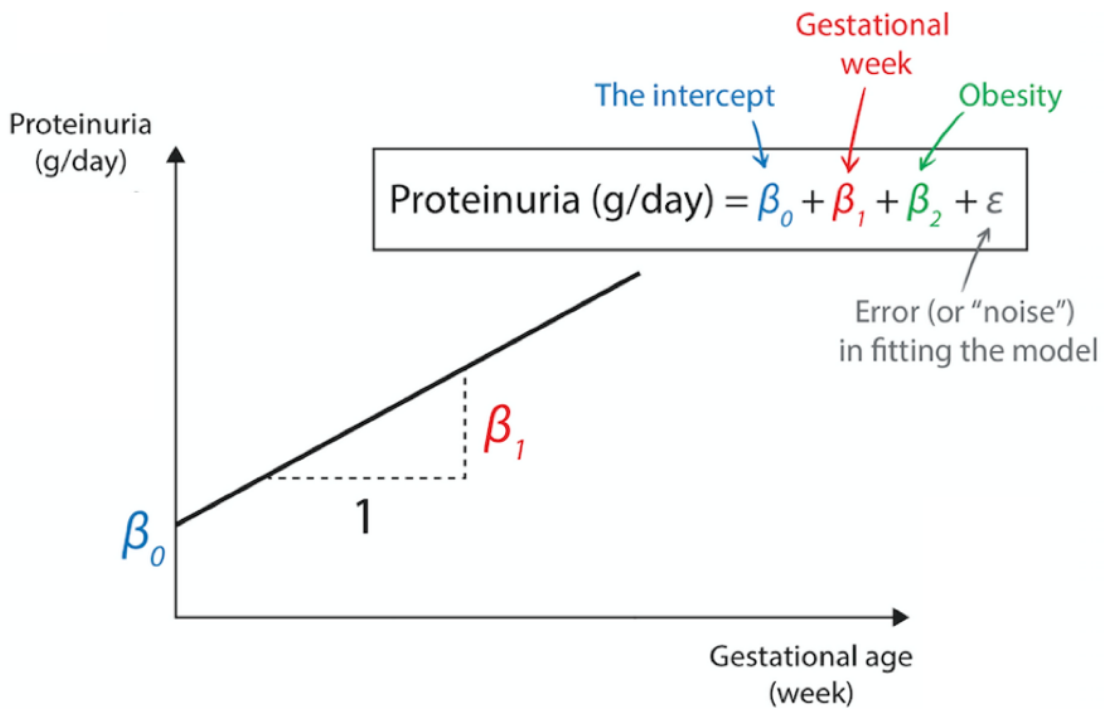 Gestational
week
The intercept
Obesity
Proteinuria
(g/day)
Proteinuria (g/day) = β₀ + β₁ + β₂ + ε
Error (or “noise”)
in fitting the model
β₁
1
β₀
Gestational age
(week)